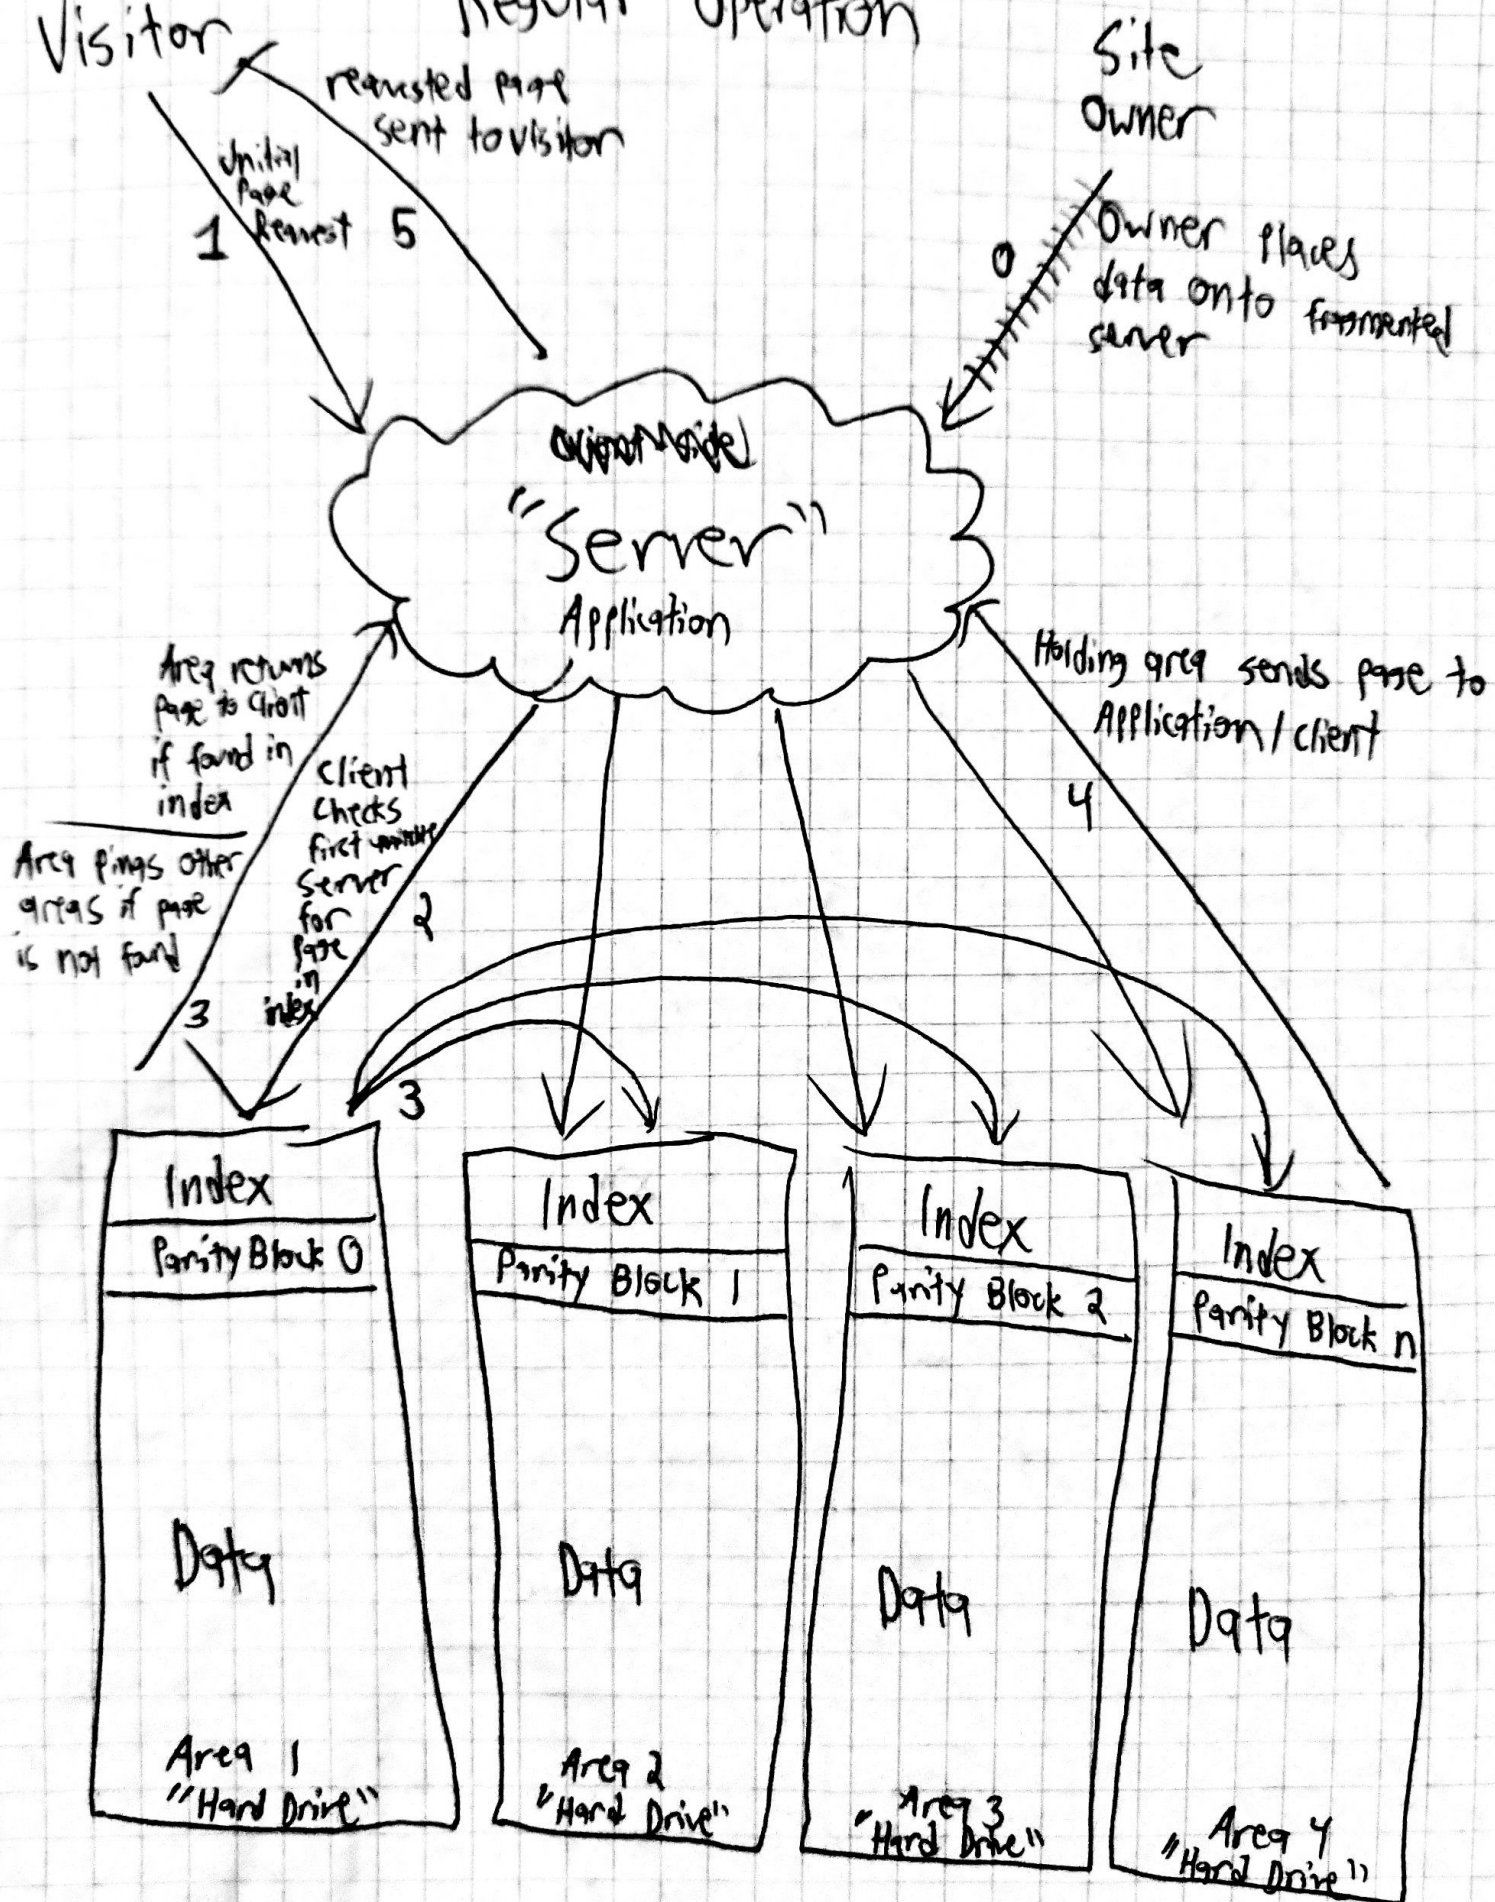 Regular Operation
Visitor
requested page
sent to visitor
Initial
Page
Request
1
5
Site
Owner
0
Owner places
data onto fragmented
server
"Server"
Application
Area returns
page to client
if found in
index
Area pings other
areas if page
is not found
3
Client
Checks
first
server
for
page
in
index
2
Holding area sends page to
Application/client
4
3
Index
Parity Block 0
Data
Area 1
"Hard Drive"
Index
Parity Block 1
Data
Area 2
"Hard Drive"
Index
Parity Block 2
Data
Area 3
"Hard Drive"
Index
Parity Block n
Data
Area 4
"Hard Drive"